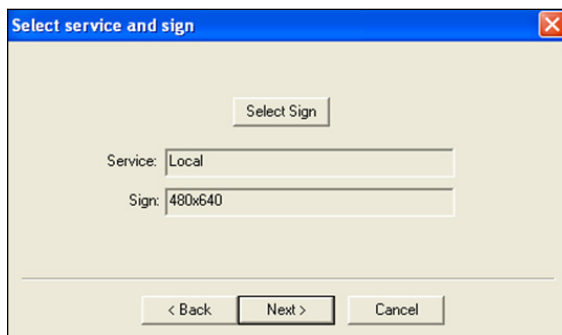 Select service and sign
Select Sign
Service: Local
Sign: 480x640
< Back Next > Cancel